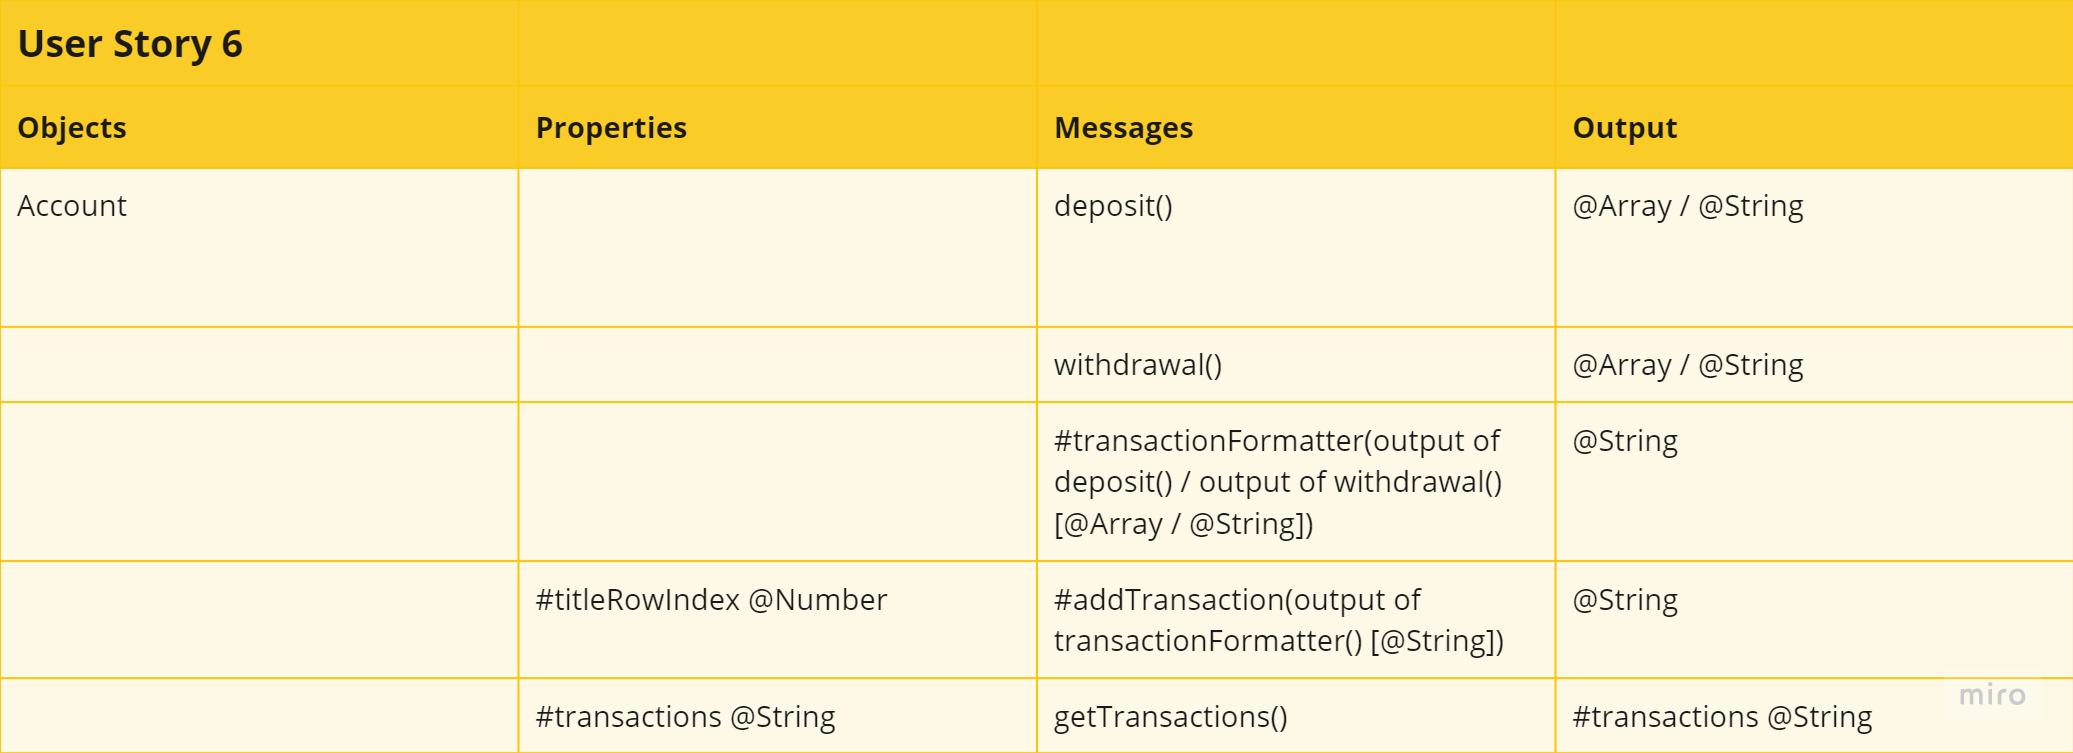 User Story 6
Objects
Properties
Messages
Output
Account
deposit()
@Array / @String
withdrawal()
@Array / @String
#transactionFormatter(output of
deposit() / output of withdrawal()
[@Array / @String])
@String
#titleRowIndex @Number
#addTransaction(output of
transactionFormatter() [@String])
@String
#transactions @String
getTransactions()
#transactions @String
miro